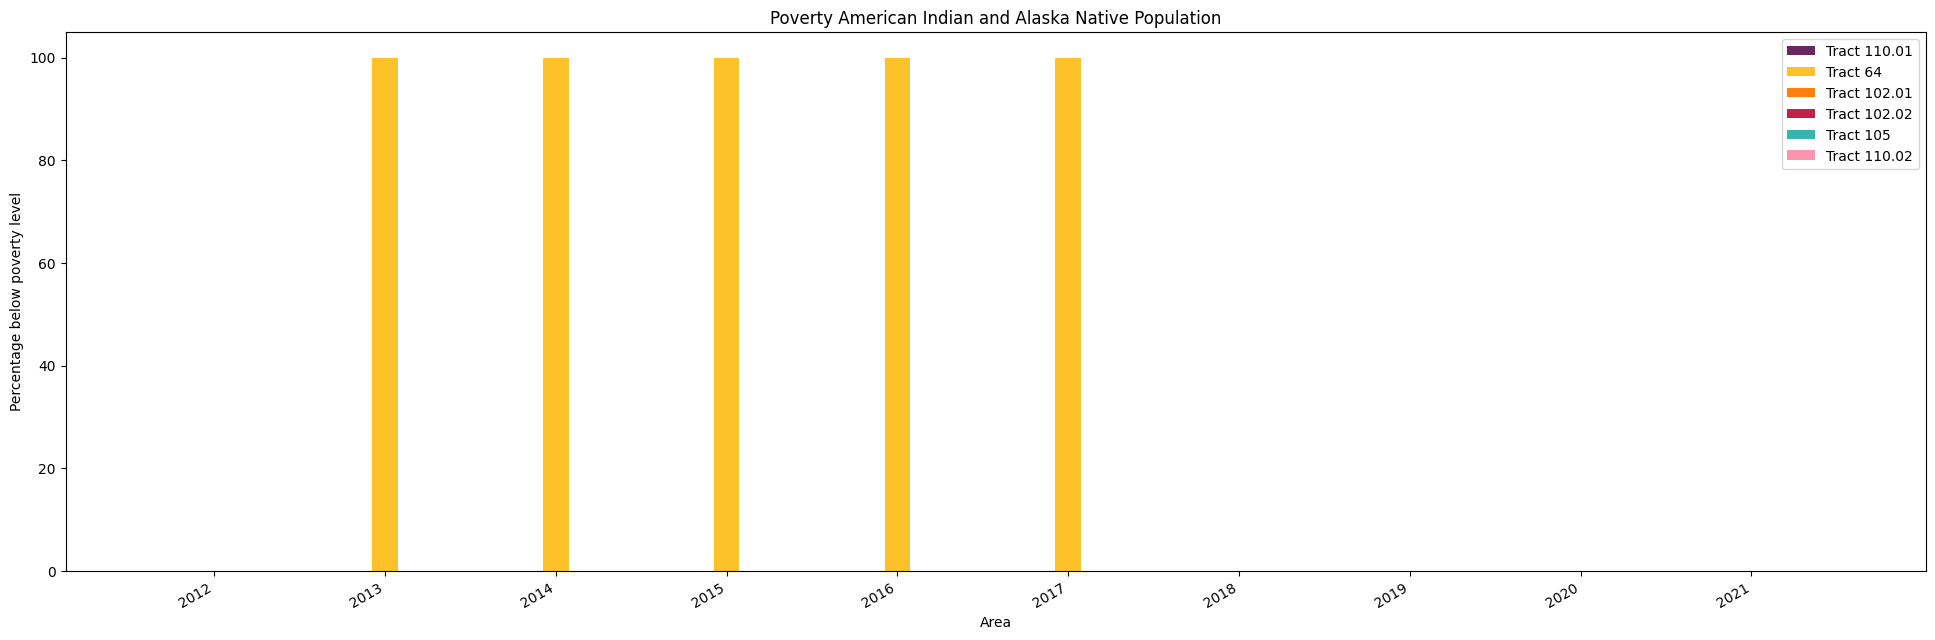 Poverty American Indian and Alaska Native Population
Percentage below poverty level
100
80
60
40
20
0
Tract 110.01
Tract 64
Tract 102.01
Tract 102.02
Tract 105
Tract 110.02
2012 2013 2014 2015 2016 2017 2018 2019 2020 2021
Area